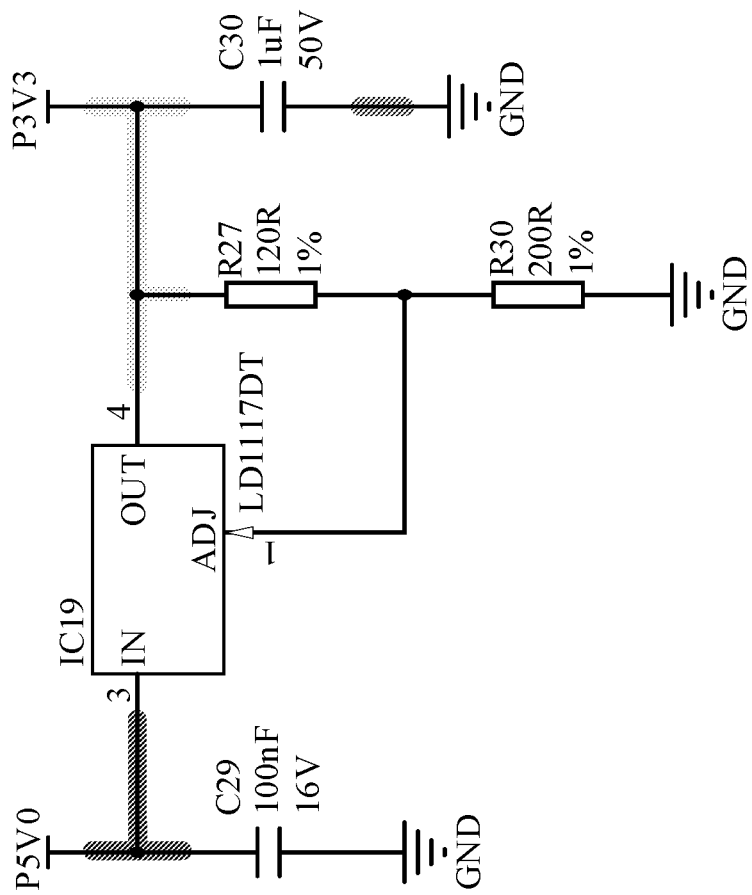 P5V0
C29
100nF
16V
GND
3
IC19
IN
OUT
ADJ
1
LD1117DT
4
R27
120R
1%
R30
200R
1%
GND
P3V3
C30
1uF
50V
GND